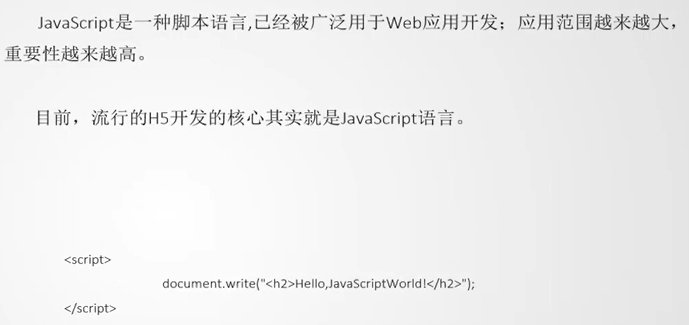 JavaScript是一种脚本语言,已经被广泛用于Web应用开发；应用范围越来越大，
重要性越来越高。
目前，流行的H5开发的核心其实就是JavaScript语言。
<script>
document.write("<h2>Hello,JavaScriptWorld!</h2>");
</script>